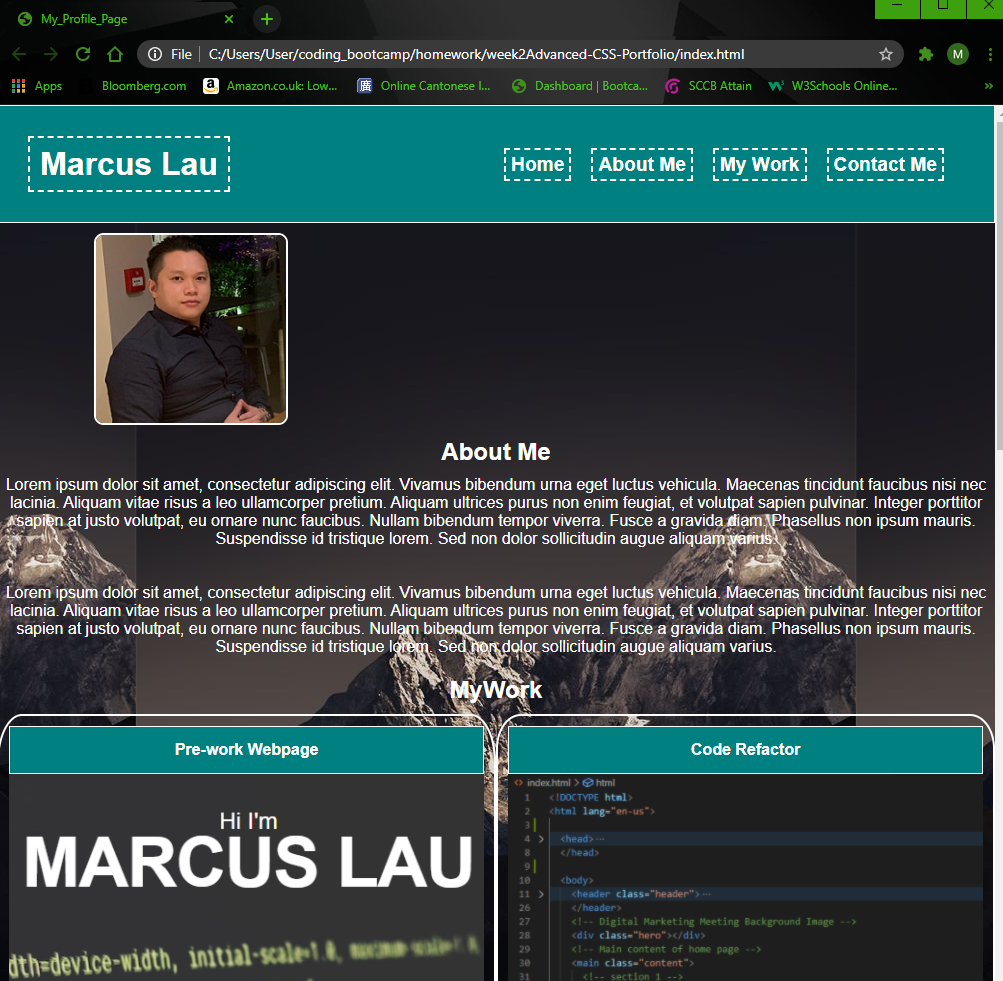 My_Profile_Page
File
C:/Users/User/coding_bootcamp/homework/week2Advanced-CSS-Portfolio/index.html
M
Apps
Bloomberg.com
Amazon.co.uk: Low...
廣 Online Cantonese I...
Dashboard | Bootca...
SCCB Attain
W3Schools Online...
»
Marcus Lau
Home
About Me
My Work
Contact Me
About Me
Lorem ipsum dolor sit amet, consectetur adipiscing elit. Vivamus bibendum urna eget luctus vehicula. Maecenas tincidunt faucibus nisi nec
lacinia. Aliquam vitae risus a leo ullamcorper pretium. Aliquam ultrices purus non enim feugiat, et volutpat sapien pulvinar. Integer porttitor
sapien at justo volutpat, eu ornare nunc faucibus. Nullam bibendum tempor viverra. Fusce a gravida diam. Phasellus non ipsum mauris.
Suspendisse id tristique lorem. Sed non dolor sollicitudin augue aliquam varius.
Lorem ipsum dolor sit amet, consectetur adipiscing elit. Vivamus bibendum urna eget luctus vehicula. Maecenas tincidunt faucibus nisi nec
lacinia. Aliquam vitae risus a leo ullamcorper pretium. Aliquam ultrices purus non enim feugiat, et volutpat sapien pulvinar. Integer porttitor
sapien at justo volutpat, eu ornare nunc faucibus. Nullam bibendum tempor viverra. Fusce a gravida diam. Phasellus non ipsum mauris.
Suspendisse id tristique lorem. Sed non dolor sollicitudin augue aliquam varius.
MyWork
Pre-work Webpage
Hi I'm
MARCUS LAU
dth=device-width, initial-scale=1.0, maximum-scale=1.0,
Code Refactor
index.html > html
1 <!DOCTYPE html>
2 <html lang="en-us">
3
4 > <head>...
8 </head>
9
10 <body>
11 > <header class="header">...
26 </header>
27 <!-- Digital Marketing Meeting Background Image -->
28 <div class="hero"></div>
29 <!-- Main content of home page -->
30 <main class="content">
31 <!-- section 1 -->